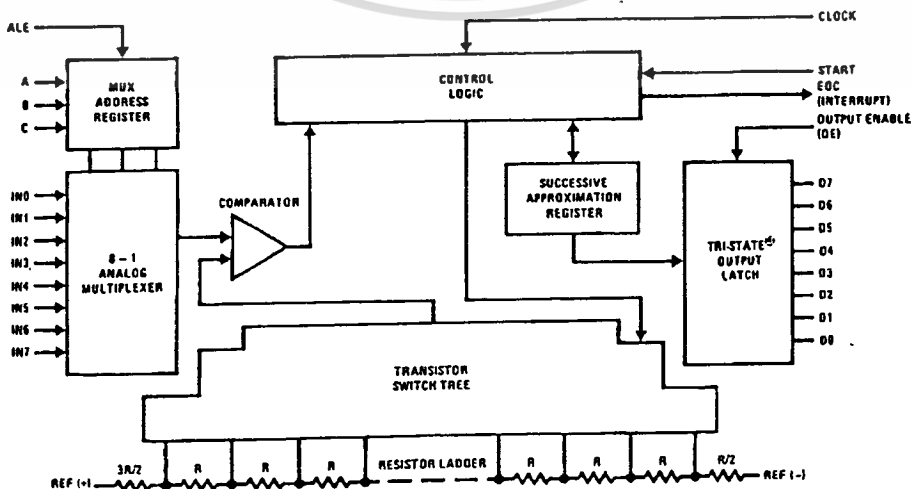 ALE
CLOCK
A
B
C
MUX
ADDRESS
REGISTER
CONTROL
LOGIC
START
EOC
(INTERRUPT)
OUTPUT ENABLE
(OE)
IN0
IN1
IN2
IN3
IN4
IN5
IN6
IN7
8-1
ANALOG
MULTIPLEXER
COMPARATOR
SUCCESSIVE
APPROXIMATION
REGISTER
TRI-STATE®
OUTPUT
LATCH
D7
D6
D5
D4
D3
D2
D1
D0
TRANSISTOR
SWITCH TREE
REF (+)
3R/2
R
R
R
RESISTOR LADDER
R
R
R
R/2
REF (-)